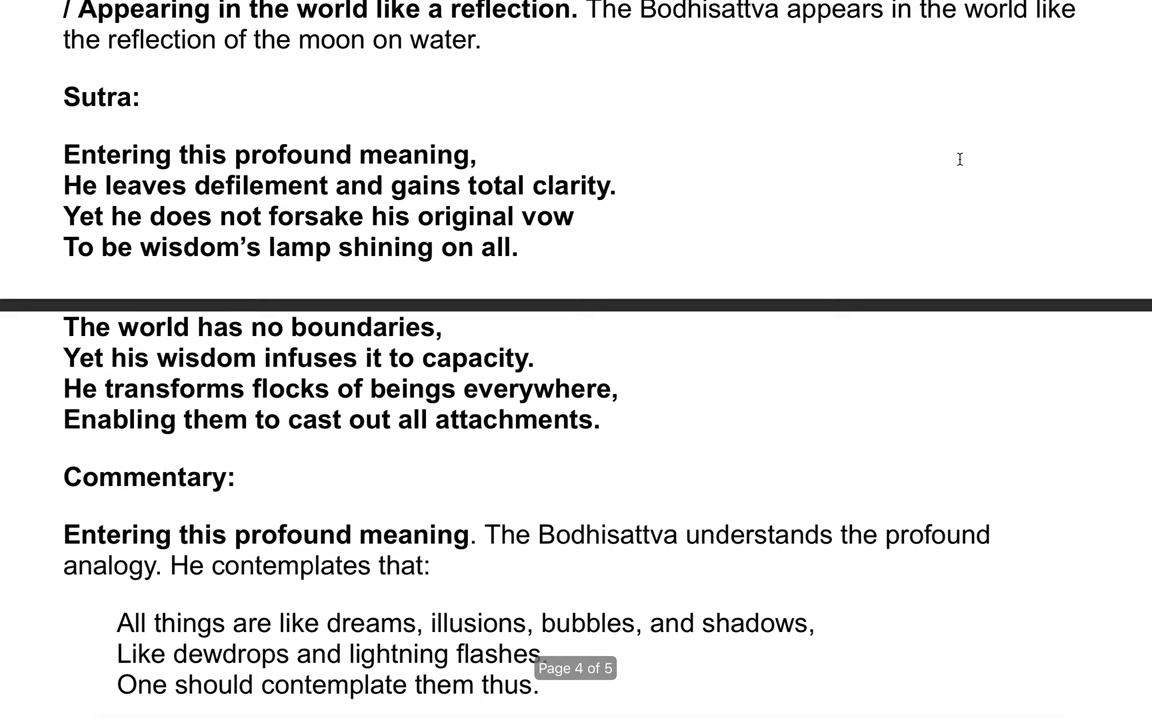 / Appearing in the world like a reflection. The Bodhisattva appears in the world like
the reflection of the moon on water.
Sutra:
Entering this profound meaning,
He leaves defilement and gains total clarity.
Yet he does not forsake his original vow
To be wisdom’s lamp shining on all.
The world has no boundaries,
Yet his wisdom infuses it to capacity.
He transforms flocks of beings everywhere,
Enabling them to cast out all attachments.
Commentary:
Entering this profound meaning. The Bodhisattva understands the profound
analogy. He contemplates that:
All things are like dreams, illusions, bubbles, and shadows,
Like dewdrops and lightning flashes.
Page 4 of 5
One should contemplate them thus.